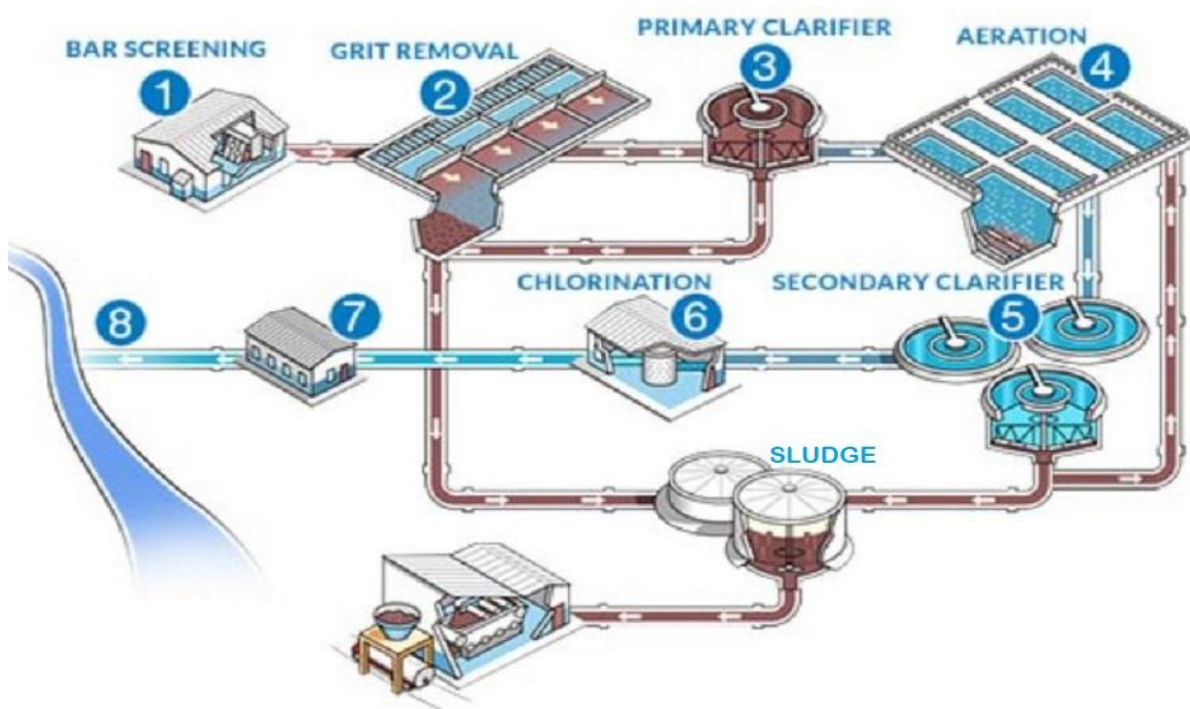 BAR SCREENING
1
GRIT REMOVAL
2
PRIMARY CLARIFIER
3
AERATION
4
SECONDARY CLARIFIER
5
CHLORINATION
6
7
8
SLUDGE